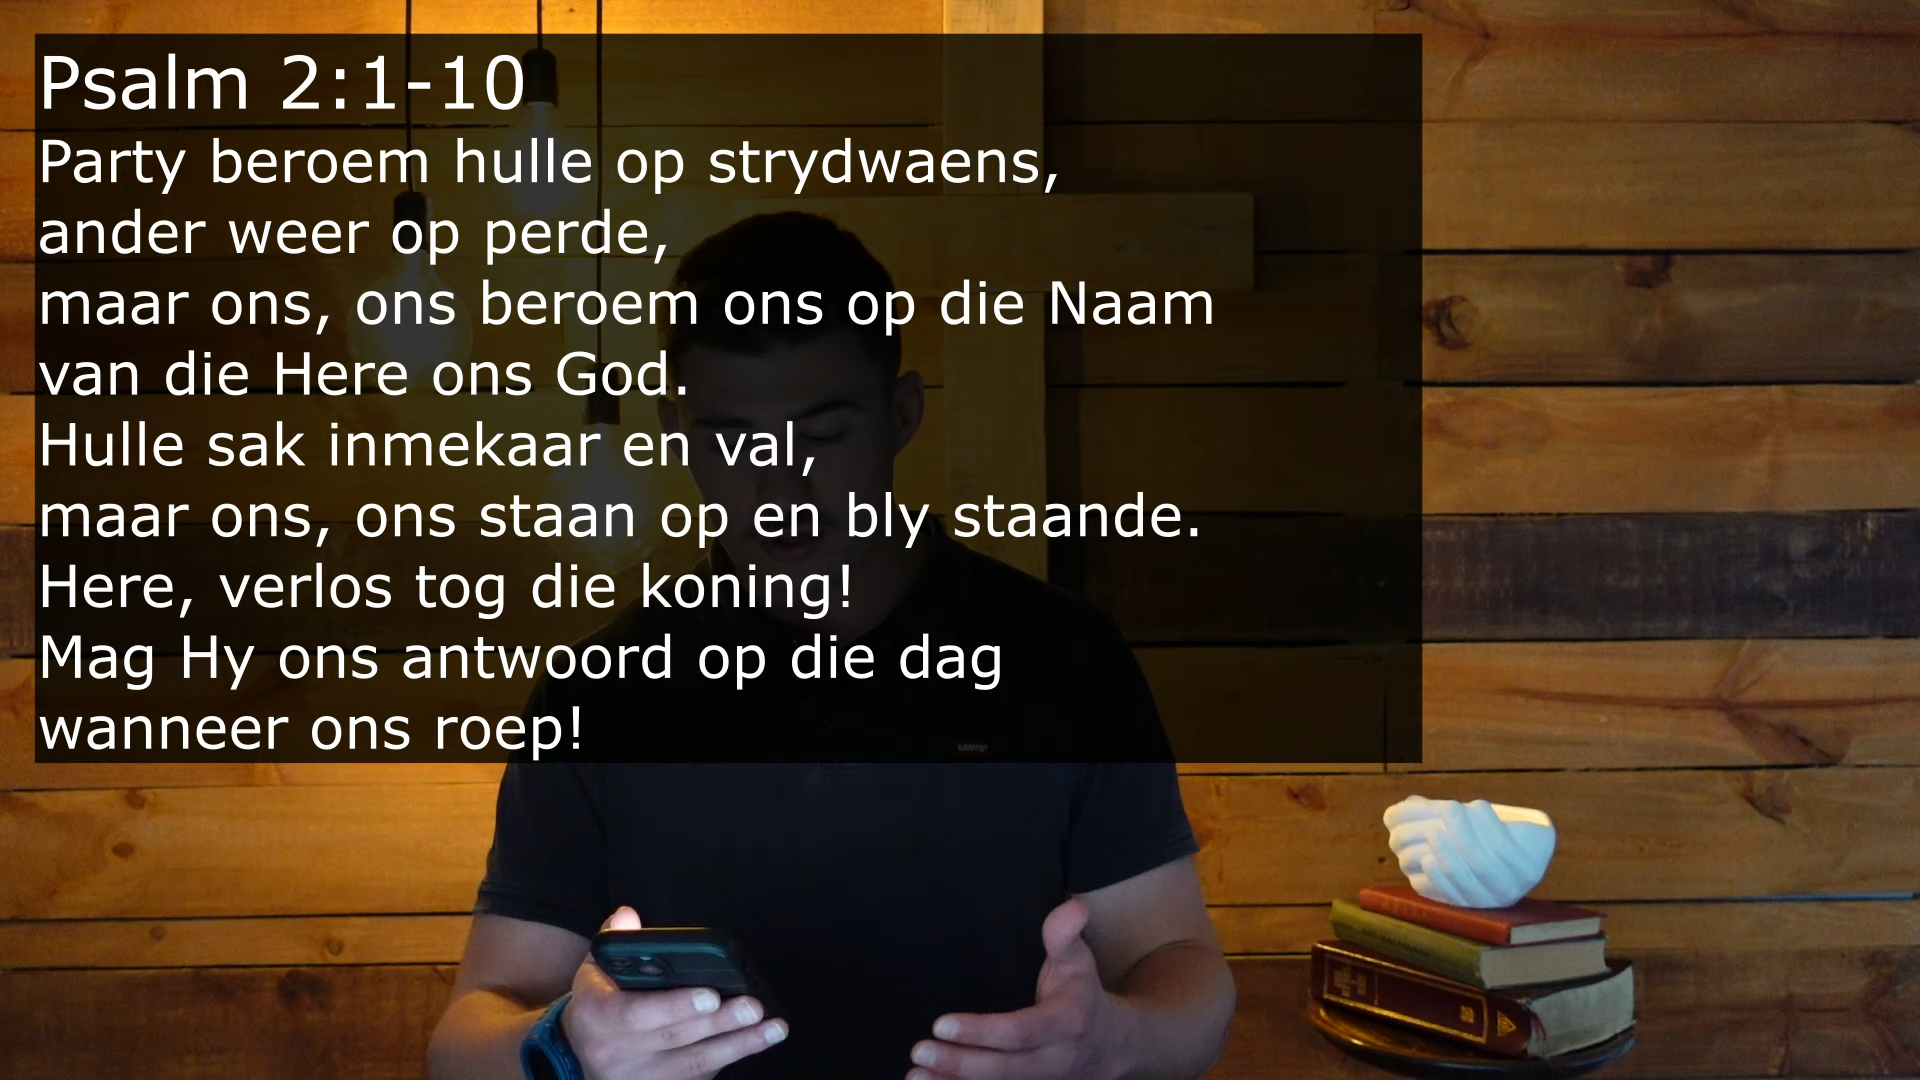 Psalm 2:1-10
Party beroem hulle op strydwaens,
ander weer op perde,
maar ons, ons beroem ons op die Naam
van die Here ons God.
Hulle sak inmekaar en val,
maar ons, ons staan op en bly staande.
Here, verlos tog die koning!
Mag Hy ons antwoord op die dag
wanneer ons roep!
LEVI'S